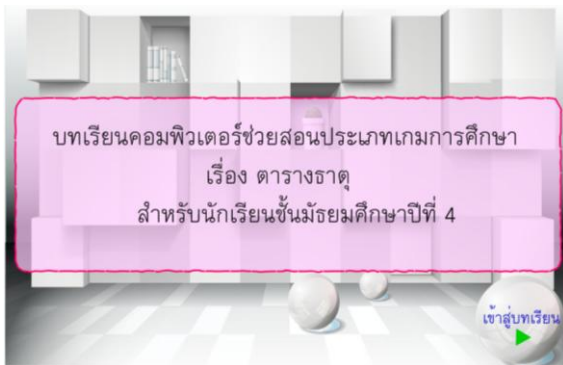 บทเรียนคอมพิวเตอร์ช่วยสอนประเภทเกมการศึกษา
เรื่อง ตารางธาตุ
สำหรับนักเรียนชั้นมัธยมศึกษาปีที่ 4
เข้าสู่บทเรียน